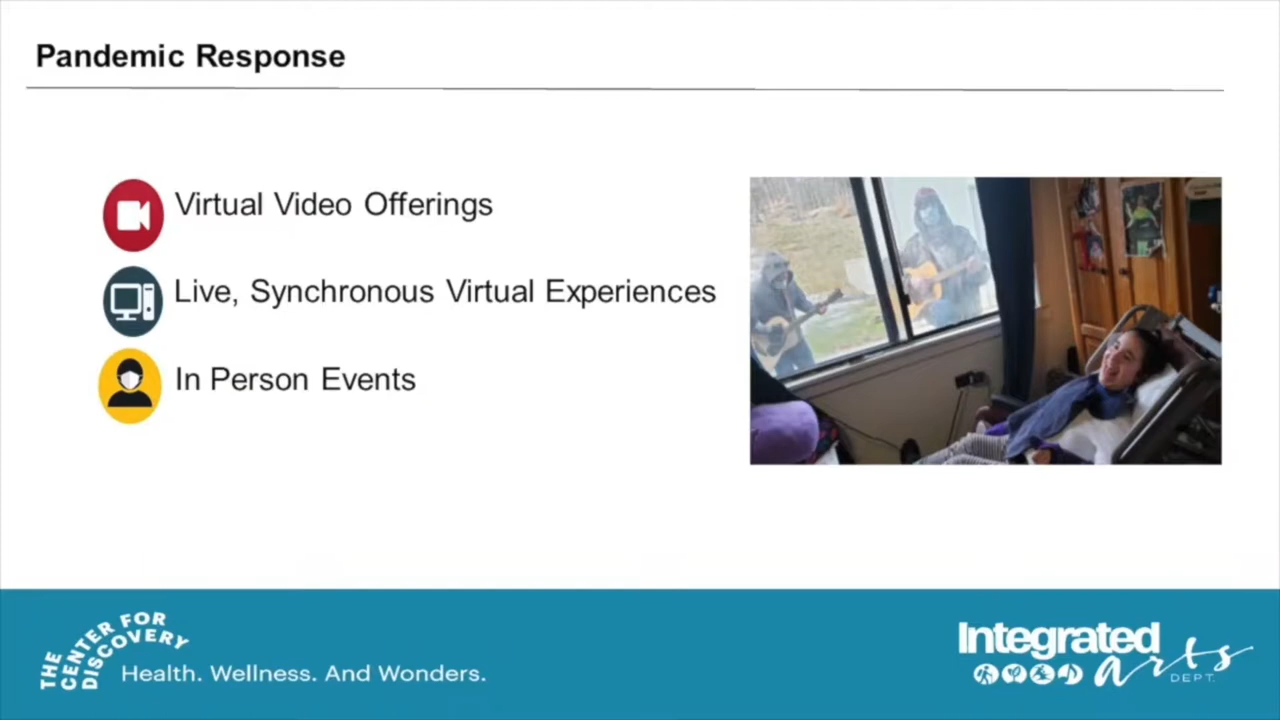 Pandemic Response
Virtual Video Offerings
Live, Synchronous Virtual Experiences
In Person Events
THE
CENTER FOR
DISCOVERY
Health. Wellness. And Wonders.
Integrated
arts
DEPT.